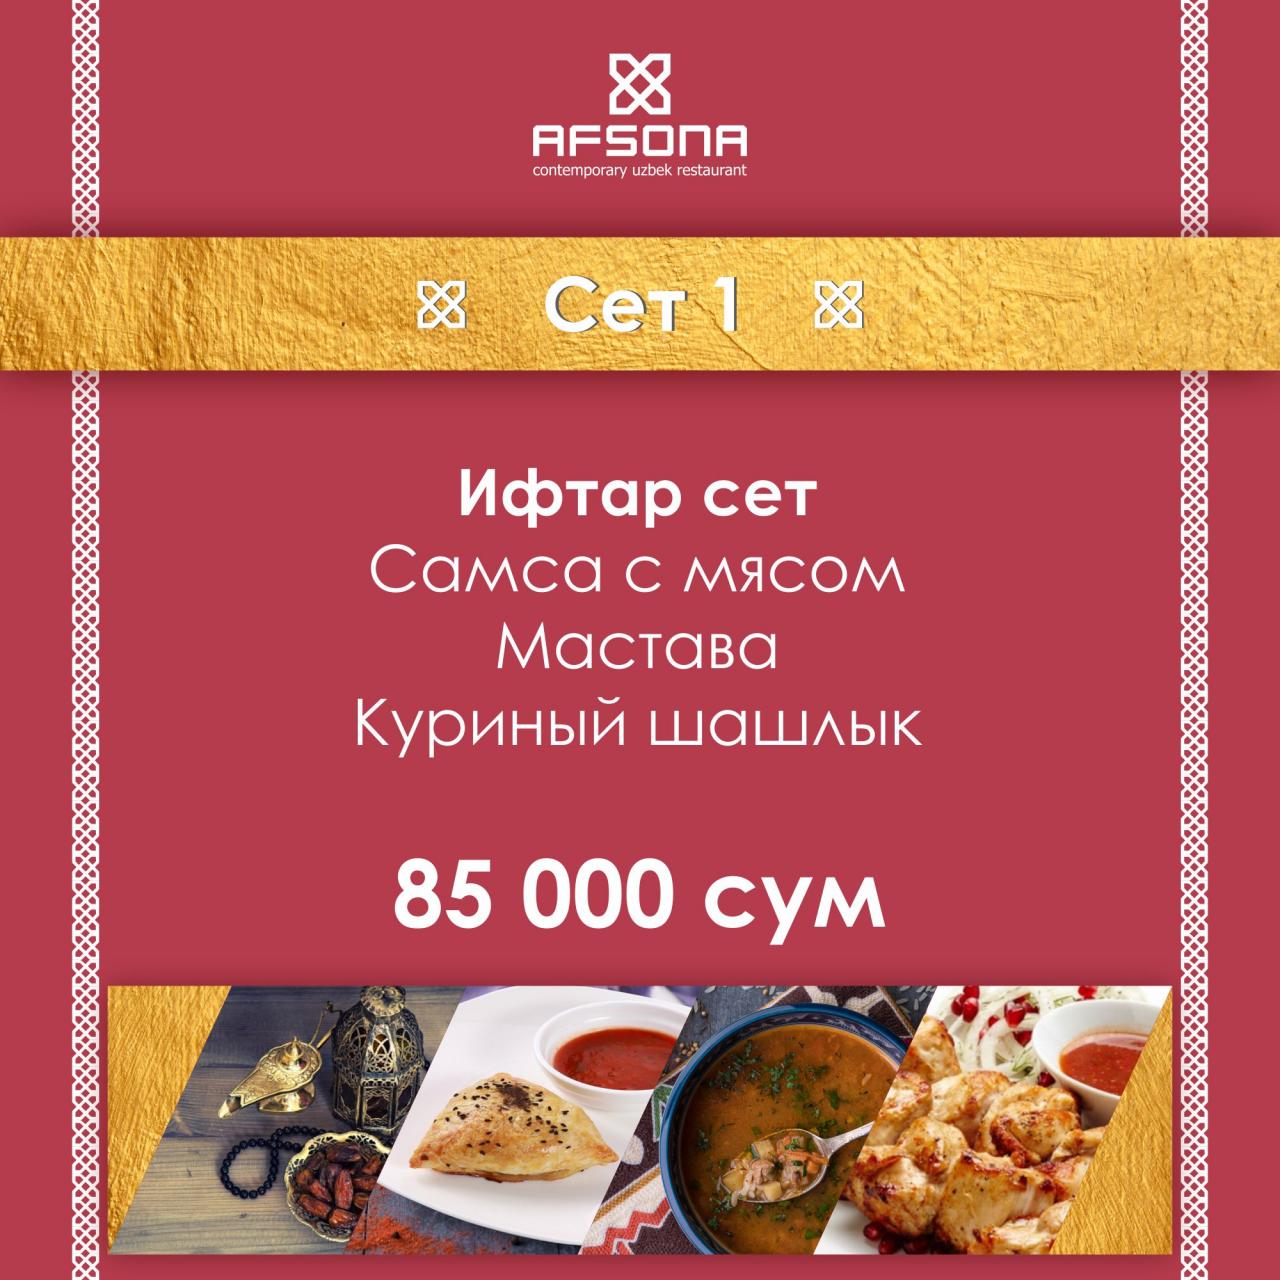 AFSONA
contemporary uzbek restaurant
Сет 1
Ифтар сет
Самса с мясом
Мастава
Куриный шашлык
85 000 сум